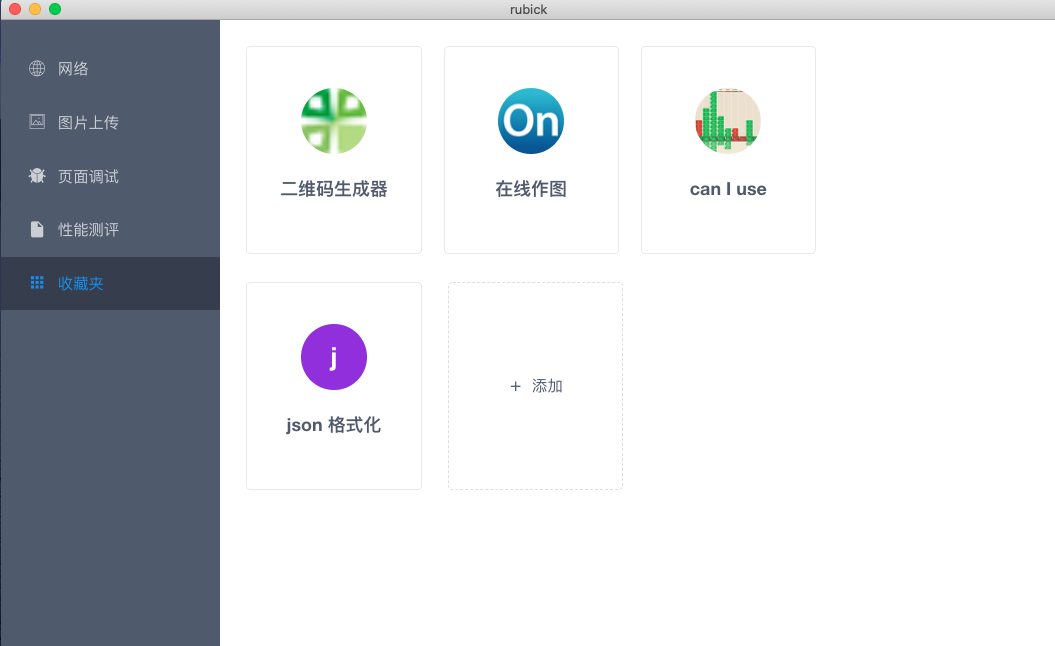 rubick
网络
图片上传
页面调试
性能测评
收藏夹
二维码生成器
On
在线作图
can I use
j
json 格式化
+ 添加